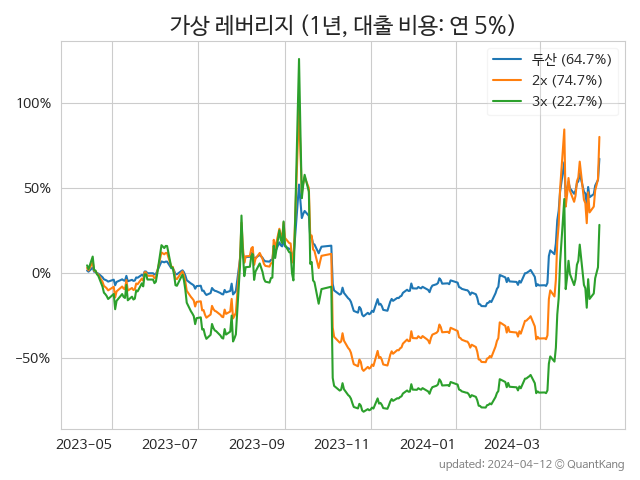 가상 레버리지 (1년, 대출 비용: 연 5%)
두산 (64.7%)
2x (74.7%)
3x (22.7%)
100%
50%
0%
−50%
2023-05 2023-07 2023-09 2023-11 2024-01 2024-03
updated: 2024-04-12 © QuantKang